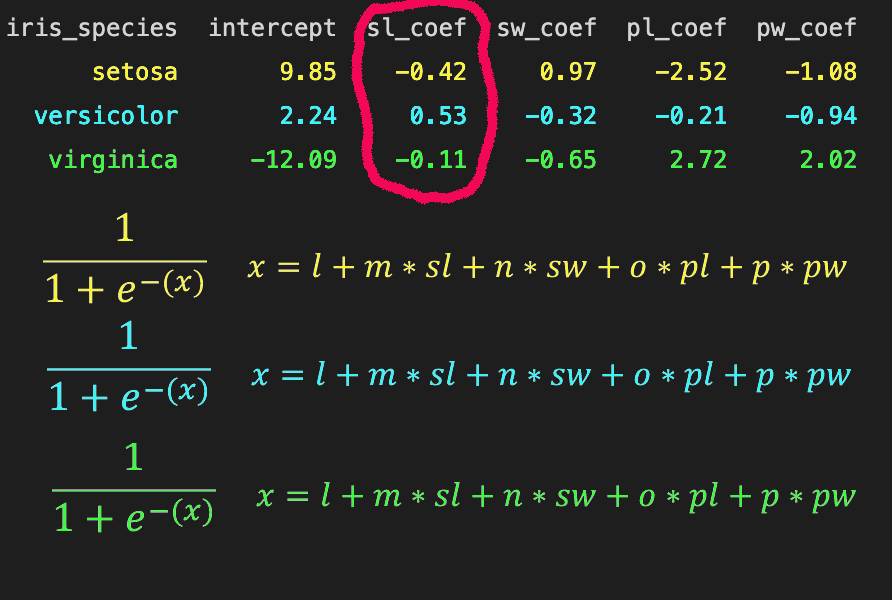 iris_species intercept sl_coef sw_coef pl_coef pw_coef
setosa 9.85 -0.42 0.97 -2.52 -1.08
versicolor 2.24 0.53 -0.32 -0.21 -0.94
virginica -12.09 -0.11 -0.65 2.72 2.02
1
1 + e^−(x) x = l + m ∗ sl + n ∗ sw + o ∗ pl + p ∗ pw
1
1 + e^−(x) x = l + m ∗ sl + n ∗ sw + o ∗ pl + p ∗ pw
1
1 + e^−(x) x = l + m ∗ sl + n ∗ sw + o ∗ pl + p ∗ pw